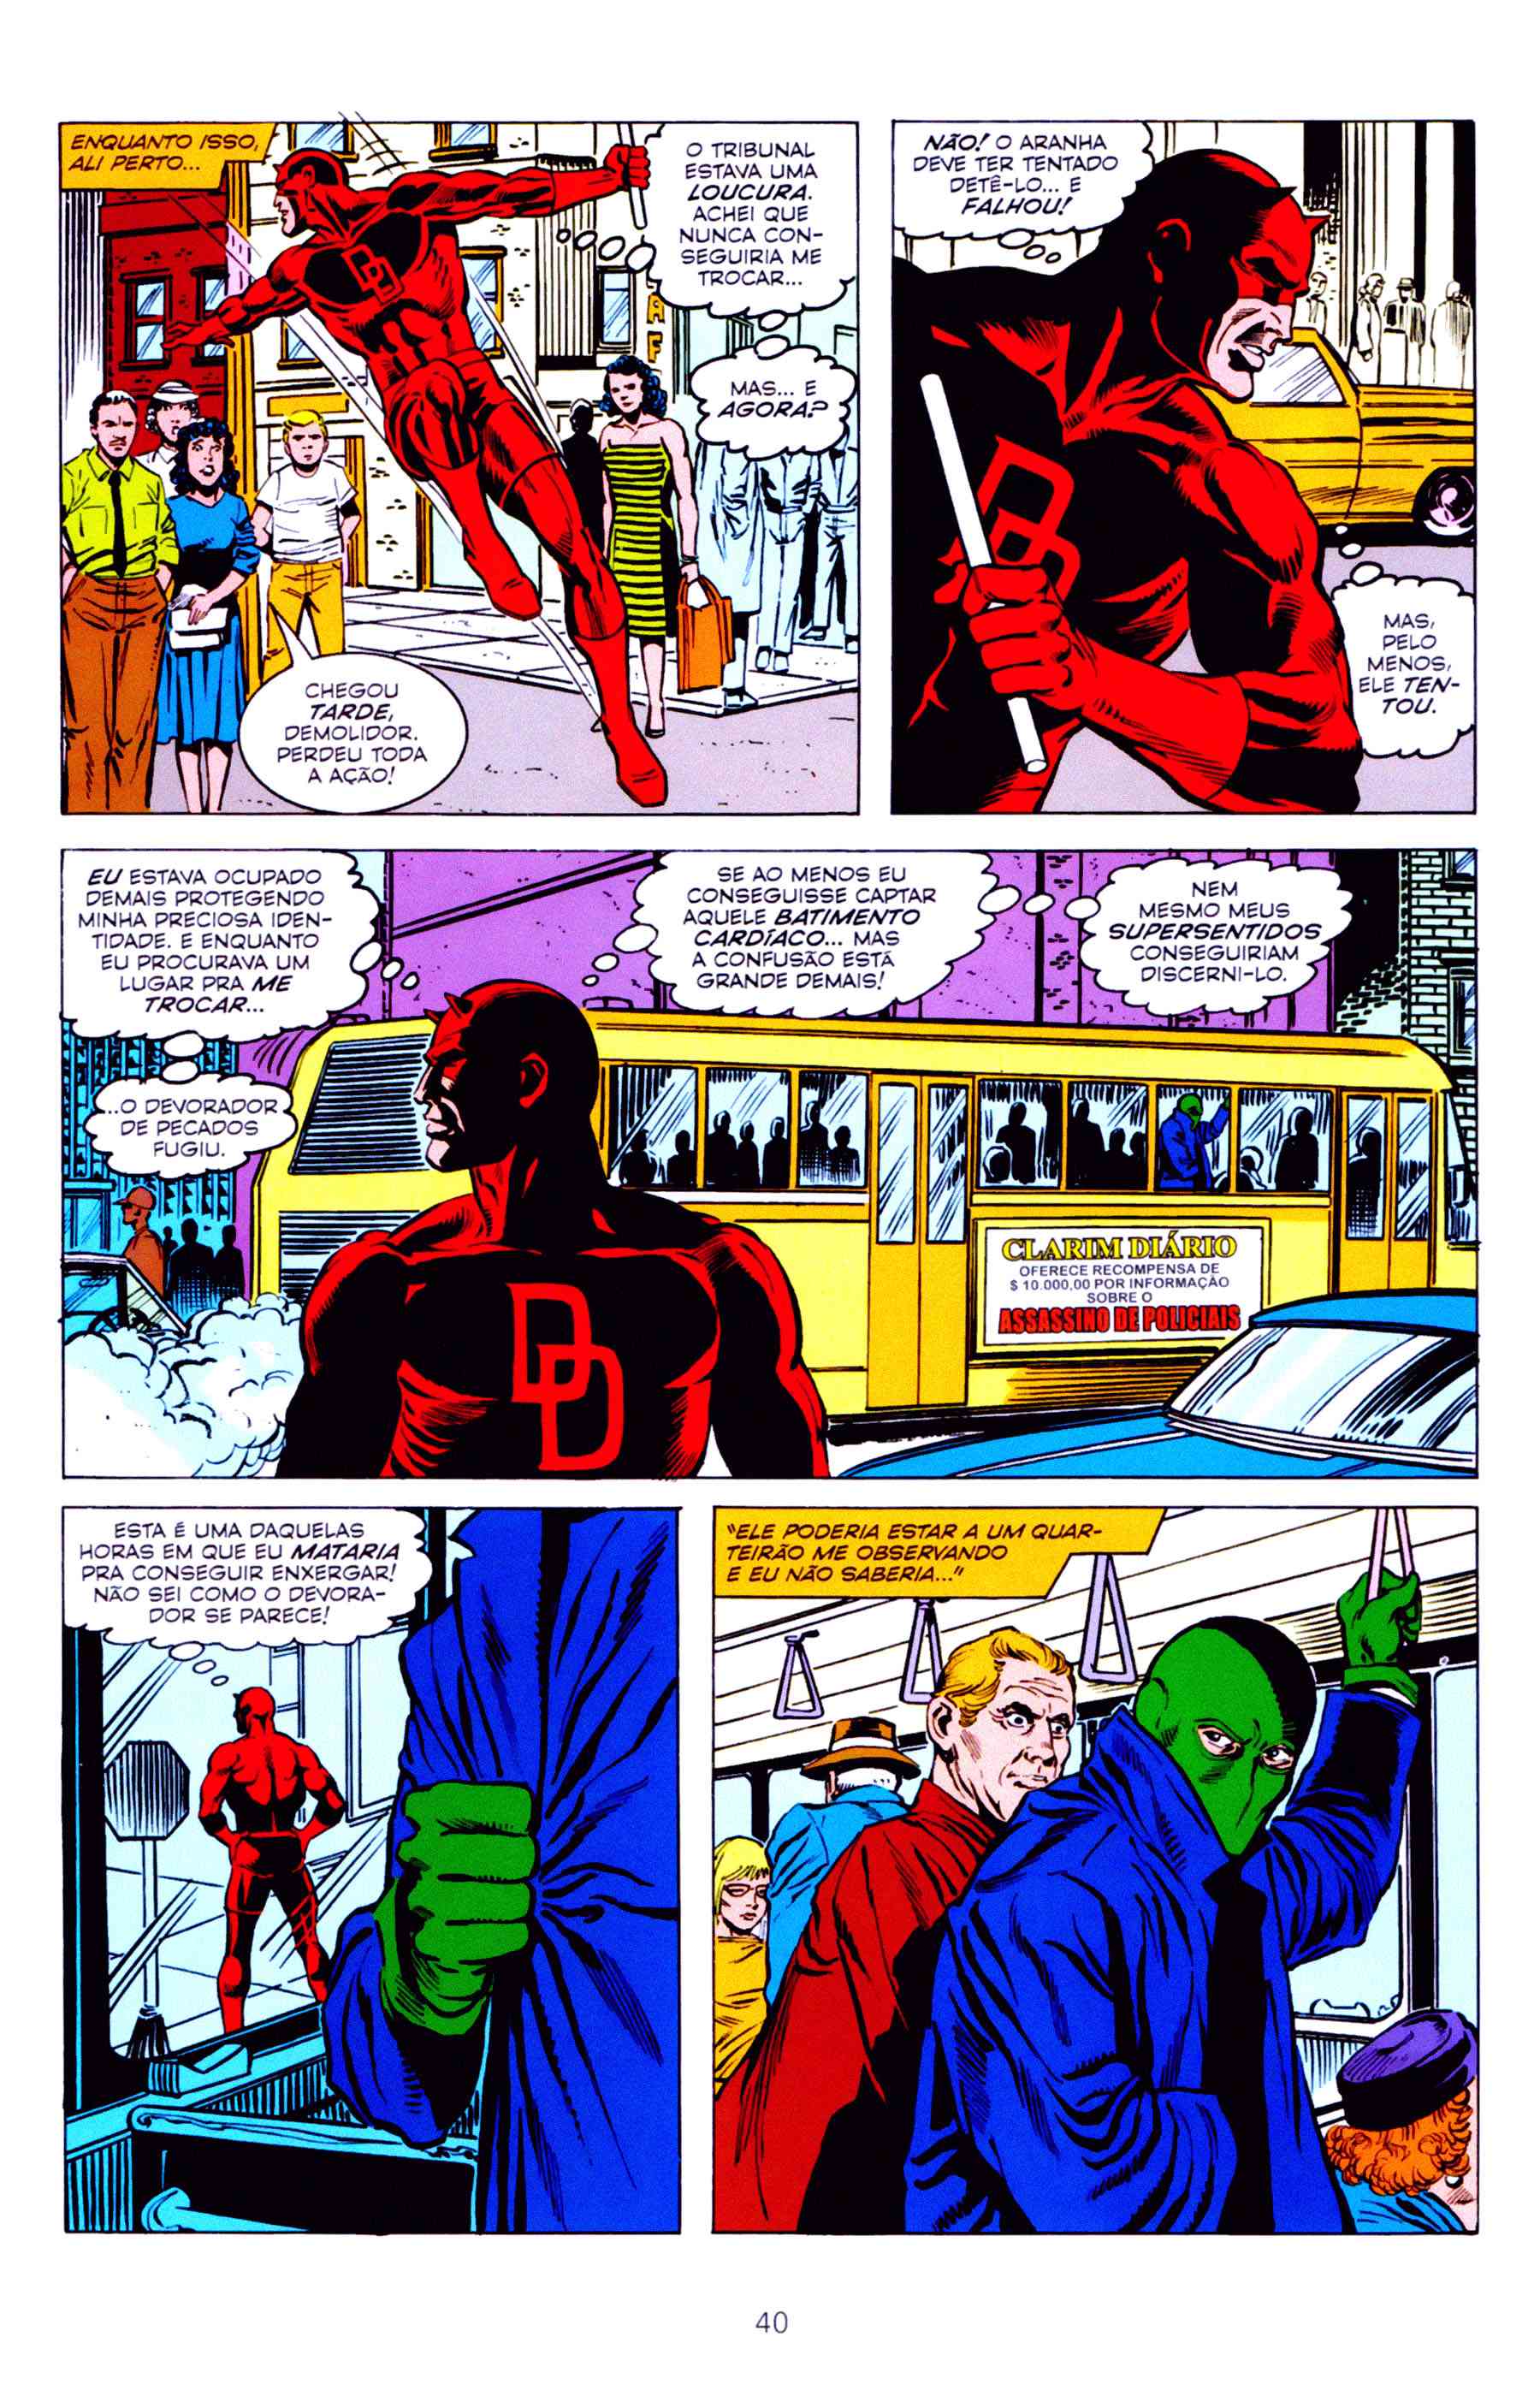 ENQUANTO ISSO,
ALI PERTO...
O TRIBUNAL
ESTAVA UMA
LOUCURA.
ACHEI QUE
NUNCA CON-
SEGUIRIA ME
TROCAR...
MAS... E
AGORA?
CHEGOU
TARDE,
DEMOLIDOR.
PERDEU TODA
A AÇÃO!
NÃO! O ARANHA
DEVE TER TENTADO
DETÊ-LO... E
FALHOU!
MAS,
PELO
MENOS,
ELE TEN-
TOU.
EU ESTAVA OCUPADO
DEMAIS PROTEGENDO
MINHA PRECIOSA IDEN-
TIDADE. E ENQUANTO
EU PROCURAVA UM
LUGAR PRA ME
TROCAR...
...O DEVORADOR
DE PECADOS
FUGIU.
SE AO MENOS EU
CONSEGUISSE CAPTAR
AQUELE BATIMENTO
CARDÍACO... MAS
A CONFUSÃO ESTÁ
GRANDE DEMAIS!
NEM
MESMO MEUS
SUPERSENTIDOS
CONSEGUIRIAM
DISCERNI-LO.
CLARIM DIÁRIO
OFERECE RECOMPENSA DE
$ 10.000,00 POR INFORMAÇÃO
SOBRE O
ASSASSINO DE POLICIAIS
DD
ESTA É UMA DAQUELAS
HORAS EM QUE EU MATARIA
PRA CONSEGUIR ENXERGAR!
NÃO SEI COMO O DEVORA-
DOR SE PARECE!
"ELE PODERIA ESTAR A UM QUAR-
TEIRÃO ME OBSERVANDO
E EU NÃO SABERIA..."
40